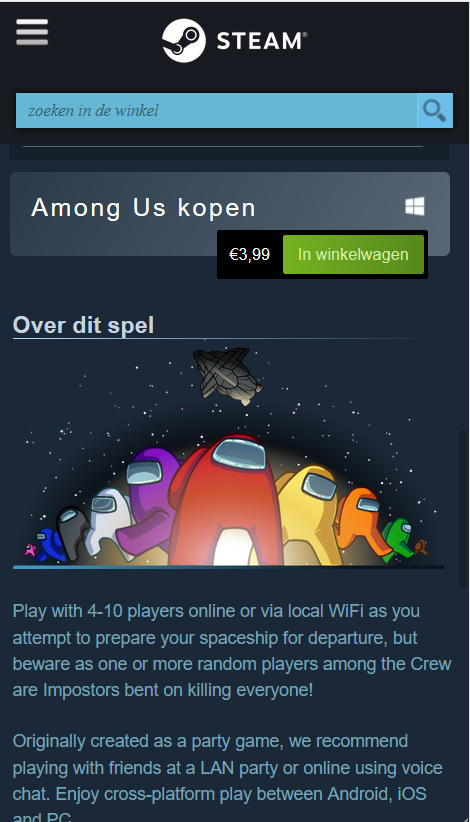 STEAM®
zoeken in de winkel
Among Us kopen
€3,99 In winkelwagen
Over dit spel
Play with 4-10 players online or via local WiFi as you
attempt to prepare your spaceship for departure, but
beware as one or more random players among the Crew
are Impostors bent on killing everyone!
Originally created as a party game, we recommend
playing with friends at a LAN party or online using voice
chat. Enjoy cross-platform play between Android, iOS
and PC.